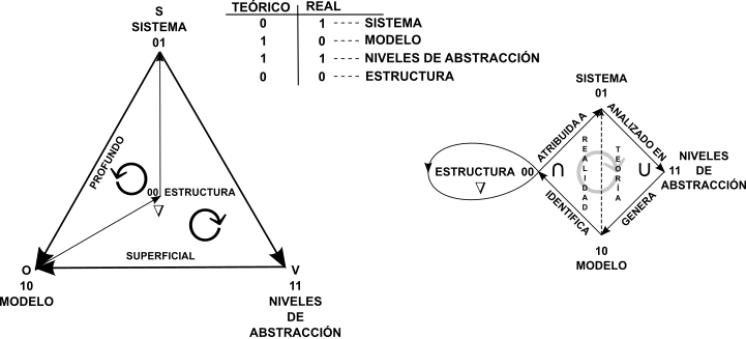 S
SISTEMA
01
TEÓRICO REAL
0 1 ---- SISTEMA
1 0 ---- MODELO
1 1 ---- NIVELES DE ABSTRACCIÓN
0 0 ---- ESTRUCTURA
PROFUNDO
00 ESTRUCTURA
SUPERFICIAL
O
10
MODELO
V
11
NIVELES
DE
ABSTRACCIÓN
SISTEMA
01
ATRIBUIDA A
ANALIZADO EN
REALIDAD
TEORÍA
ESTRUCTURA 00
∩
∪
11
NIVELES
DE
ABSTRACCIÓN
IDENTIFICA
GENERA
10
MODELO